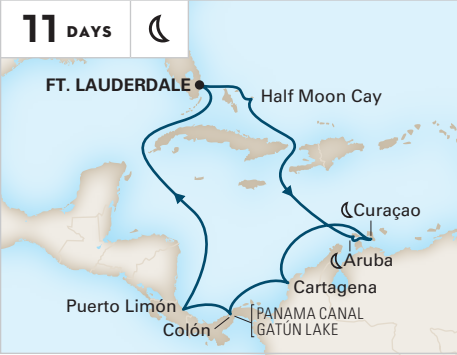 11 DAYS
FT. LAUDERDALE
Half Moon Cay
Curaçao
Aruba
Cartagena
Puerto Limón
PANAMA CANAL
Colón
GATÚN LAKE